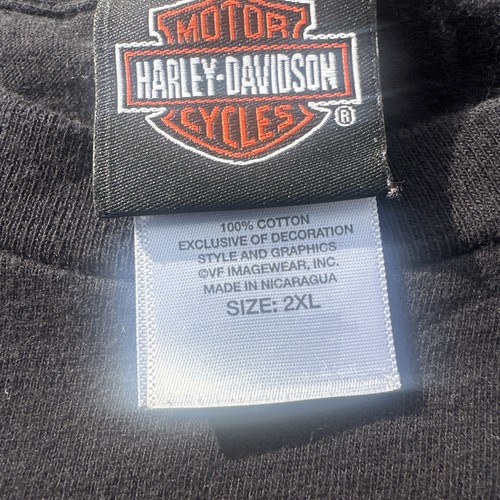 MOTOR
HARLEY-DAVIDSON
CYCLES ®
100% COTTON
EXCLUSIVE OF DECORATION
STYLE AND GRAPHICS
©VF IMAGEWEAR, INC.
MADE IN NICARAGUA
SIZE: 2XL